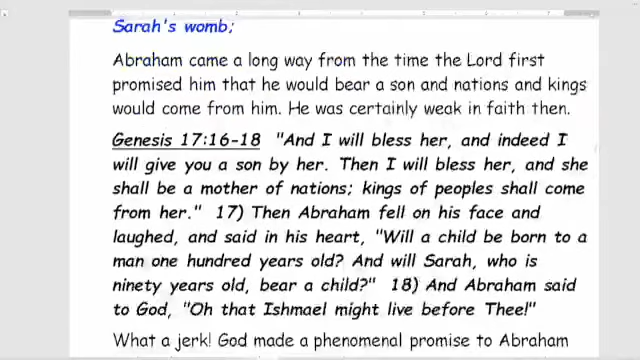 Sarah's womb;
Abraham came a long way from the time the Lord first
promised him that he would bear a son and nations and kings
would come from him. He was certainly weak in faith then.
Genesis 17:16-18 "And I will bless her, and indeed I
will give you a son by her. Then I will bless her, and she
shall be a mother of nations; kings of peoples shall come
from her." 17) Then Abraham fell on his face and
laughed, and said in his heart, "Will a child be born to a
man one hundred years old? And will Sarah, who is
ninety years old, bear a child?" 18) And Abraham said
to God, "Oh that Ishmael might live before Thee!"
What a jerk! God made a phenomenal promise to Abraham